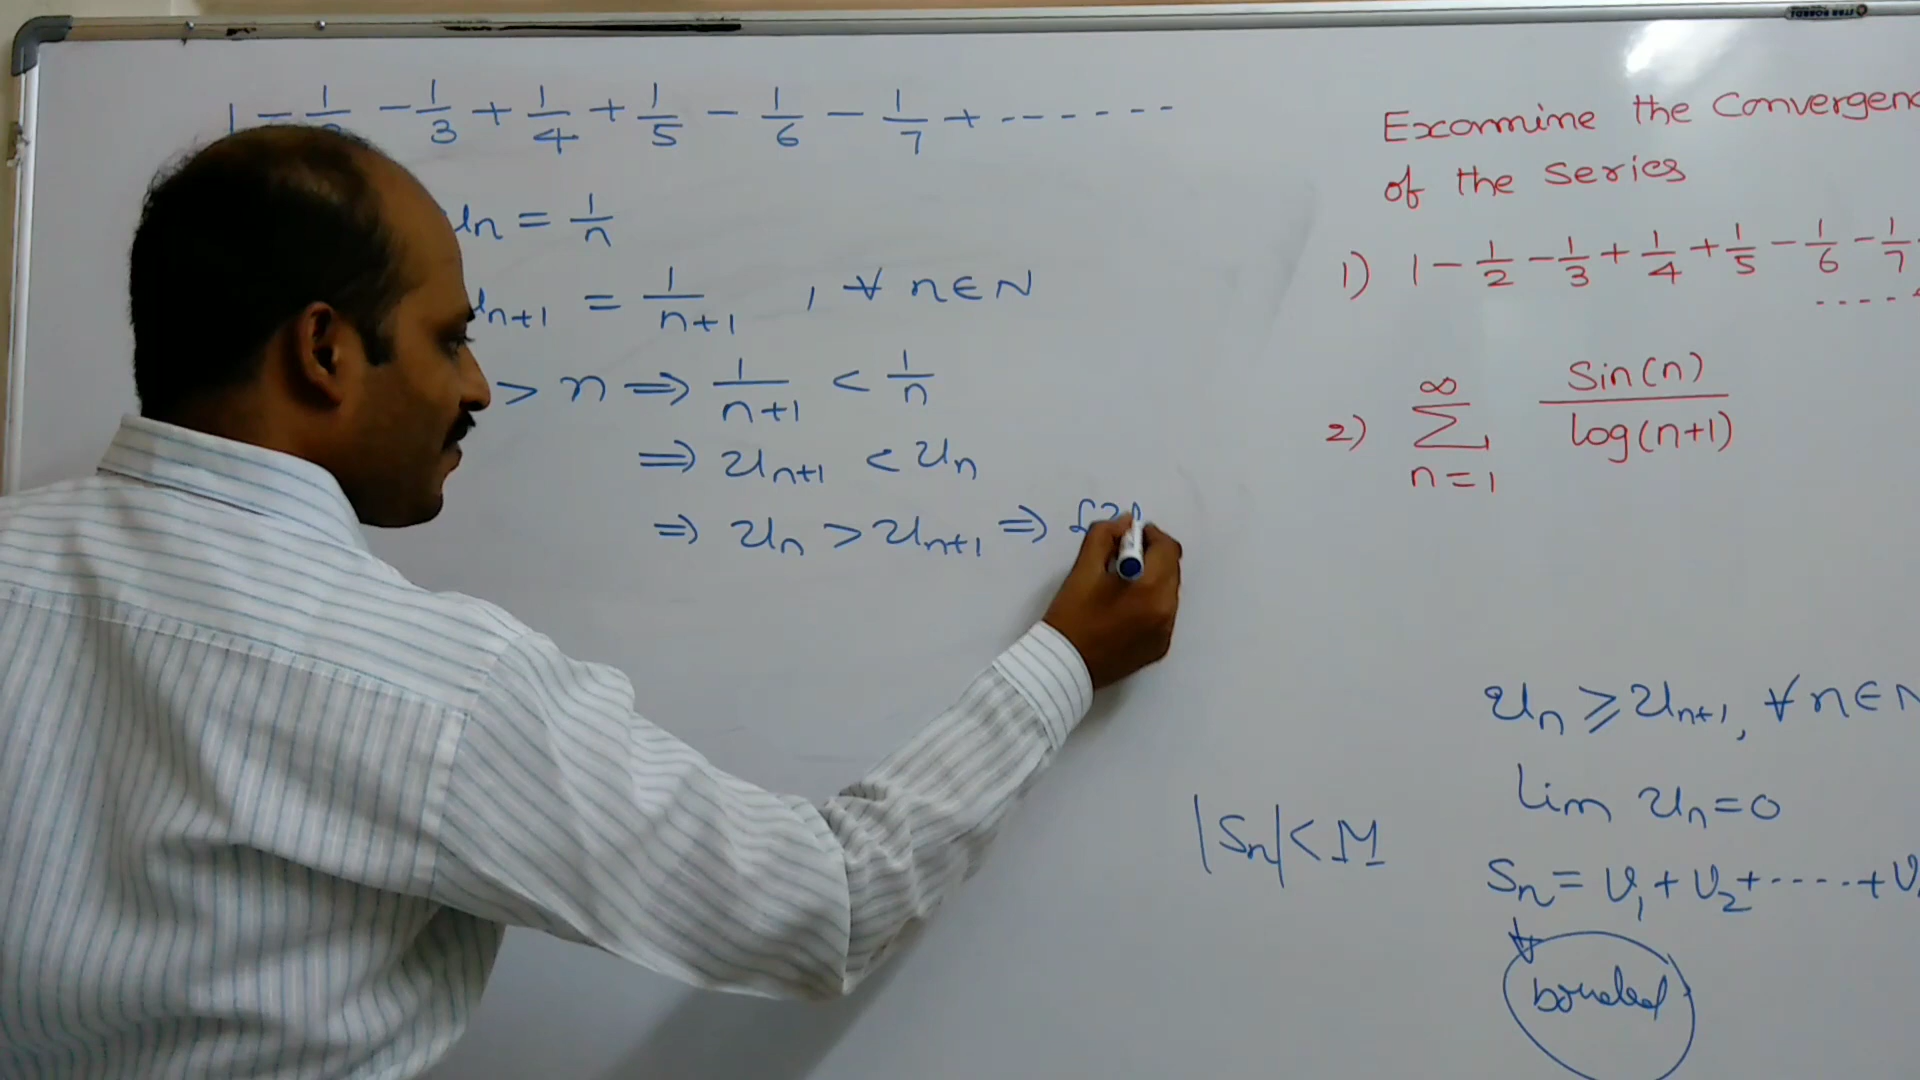 1 - 1/2 - 1/3 + 1/4 + 1/5 - 1/6 - 1/7 + .......
un = 1/n
un+1 = 1/n+1 , ∀ n∈N
> n ⇒ 1/n+1 < 1/n
⇒ un+1 < un
⇒ un > un+1 ⇒
Examine the Convergenc
of the Series
1) 1 - 1/2 - 1/3 + 1/4 + 1/5 - 1/6 - 1/7
.....
2) ∞ Σ n=1 Sin(n)/log(n+1)
un ≥ un+1, ∀ n∈N
lim un = 0
|Sn| < M
Sn = v1 + v2 + ..... + v
bounded